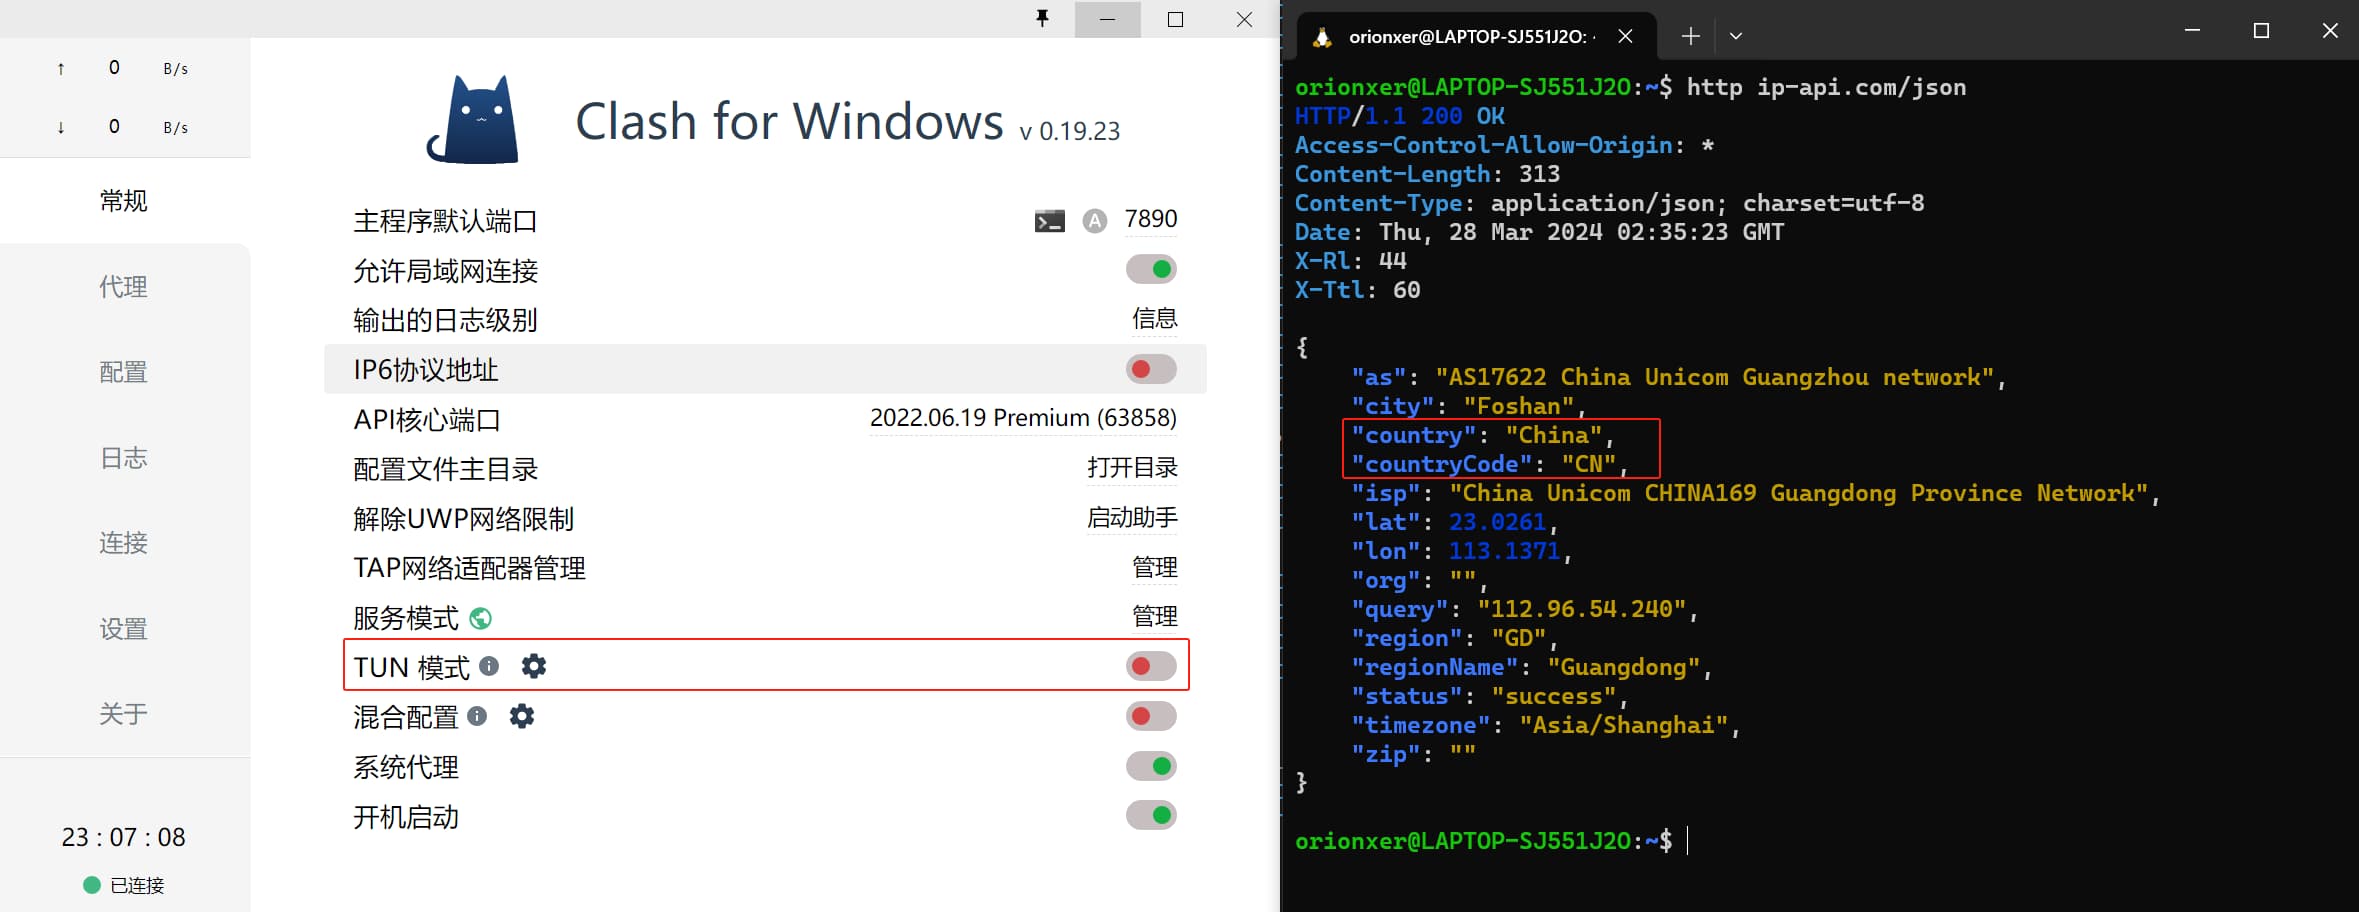 ↑ 0 B/s
↓ 0 B/s
常规
代理
配置
日志
连接
设置
关于
23 : 07 : 08
已连接
Clash for Windows v 0.19.23
主程序默认端口 A 7890
允许局域网连接
输出的日志级别 信息
IP6协议地址
API核心端口 2022.06.19 Premium (63858)
配置文件主目录 打开目录
解除UWP网络限制 启动助手
TAP网络适配器管理 管理
服务模式 管理
TUN 模式
混合配置
系统代理
开机启动
orionxer@LAPTOP-SJ551J2O: ·
orionxer@LAPTOP-SJ551J2O:~$ http ip-api.com/json
HTTP/1.1 200 OK
Access-Control-Allow-Origin: *
Content-Length: 313
Content-Type: application/json; charset=utf-8
Date: Thu, 28 Mar 2024 02:35:23 GMT
X-Rl: 44
X-Ttl: 60
{
"as": "AS17622 China Unicom Guangzhou network",
"city": "Foshan",
"country": "China",
"countryCode": "CN",
"isp": "China Unicom CHINA169 Guangdong Province Network",
"lat": 23.0261,
"lon": 113.1371,
"org": "",
"query": "112.96.54.240",
"region": "GD",
"regionName": "Guangdong",
"status": "success",
"timezone": "Asia/Shanghai",
"zip": ""
}
orionxer@LAPTOP-SJ551J2O:~$